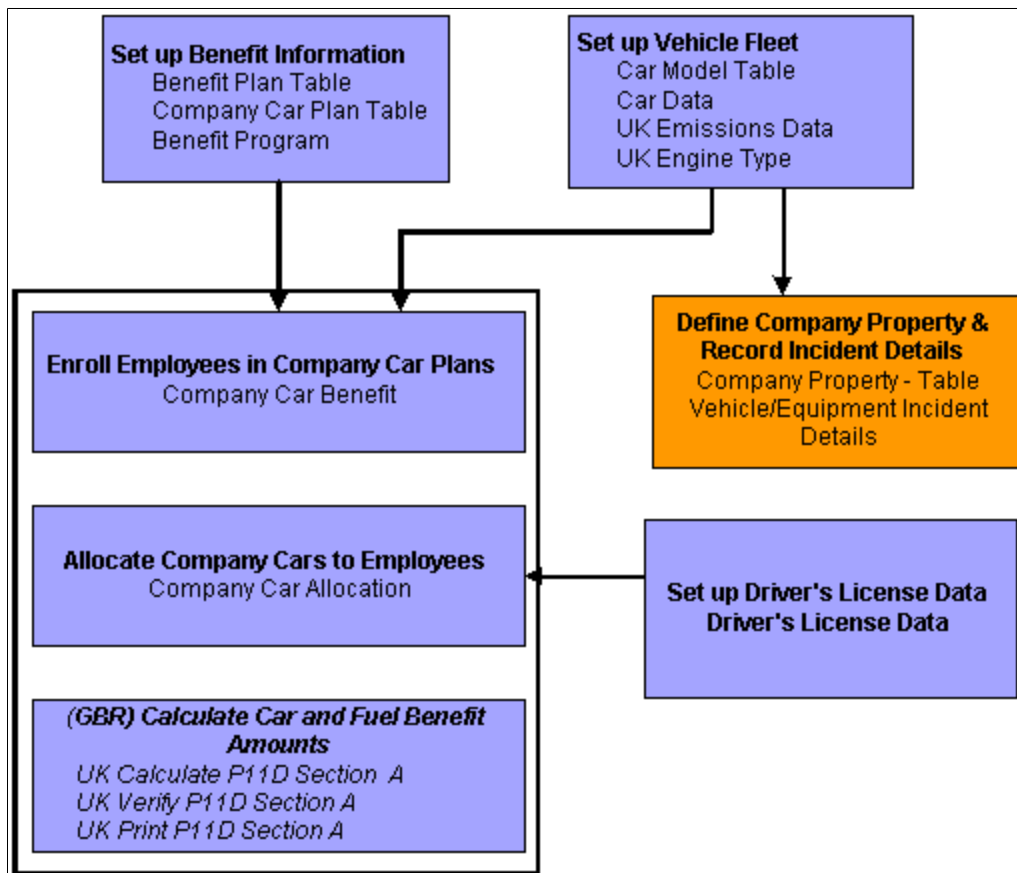 Set up Benefit Information
Benefit Plan Table
Company Car Plan Table
Benefit Program
Set up Vehicle Fleet
Car Model Table
Car Data
UK Emissions Data
UK Engine Type
Enroll Employees in Company Car Plans
Company Car Benefit
Define Company Property &
Record Incident Details
Company Property - Table
Vehicle/Equipment Incident
Details
Allocate Company Cars to Employees
Company Car Allocation
Set up Driver's License Data
Driver's License Data
(GBR) Calculate Car and Fuel Benefit
Amounts
UK Calculate P11D Section A
UK Verify P11D Section A
UK Print P11D Section A